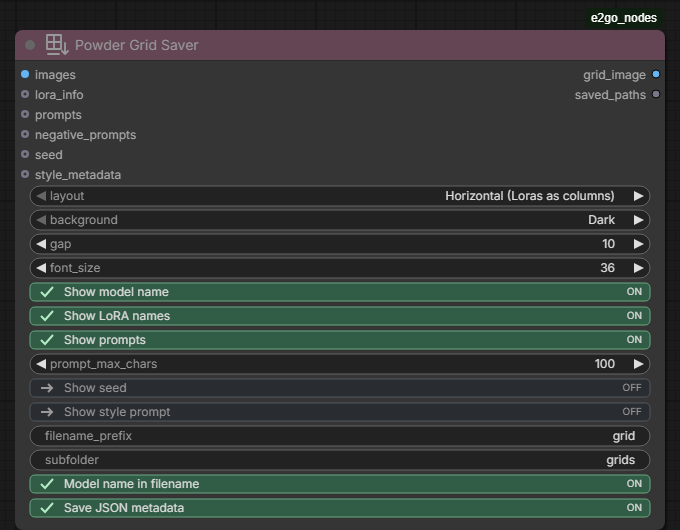 e2go_nodes
Powder Grid Saver
images grid_image
lora_info saved_paths
prompts
negative_prompts
seed
style_metadata
layout Horizontal (Loras as columns)
background Dark
gap 10
font_size 36
Show model name ON
Show LoRA names ON
Show prompts ON
prompt_max_chars 100
Show seed OFF
Show style prompt OFF
filename_prefix grid
subfolder grids
Model name in filename ON
Save JSON metadata ON